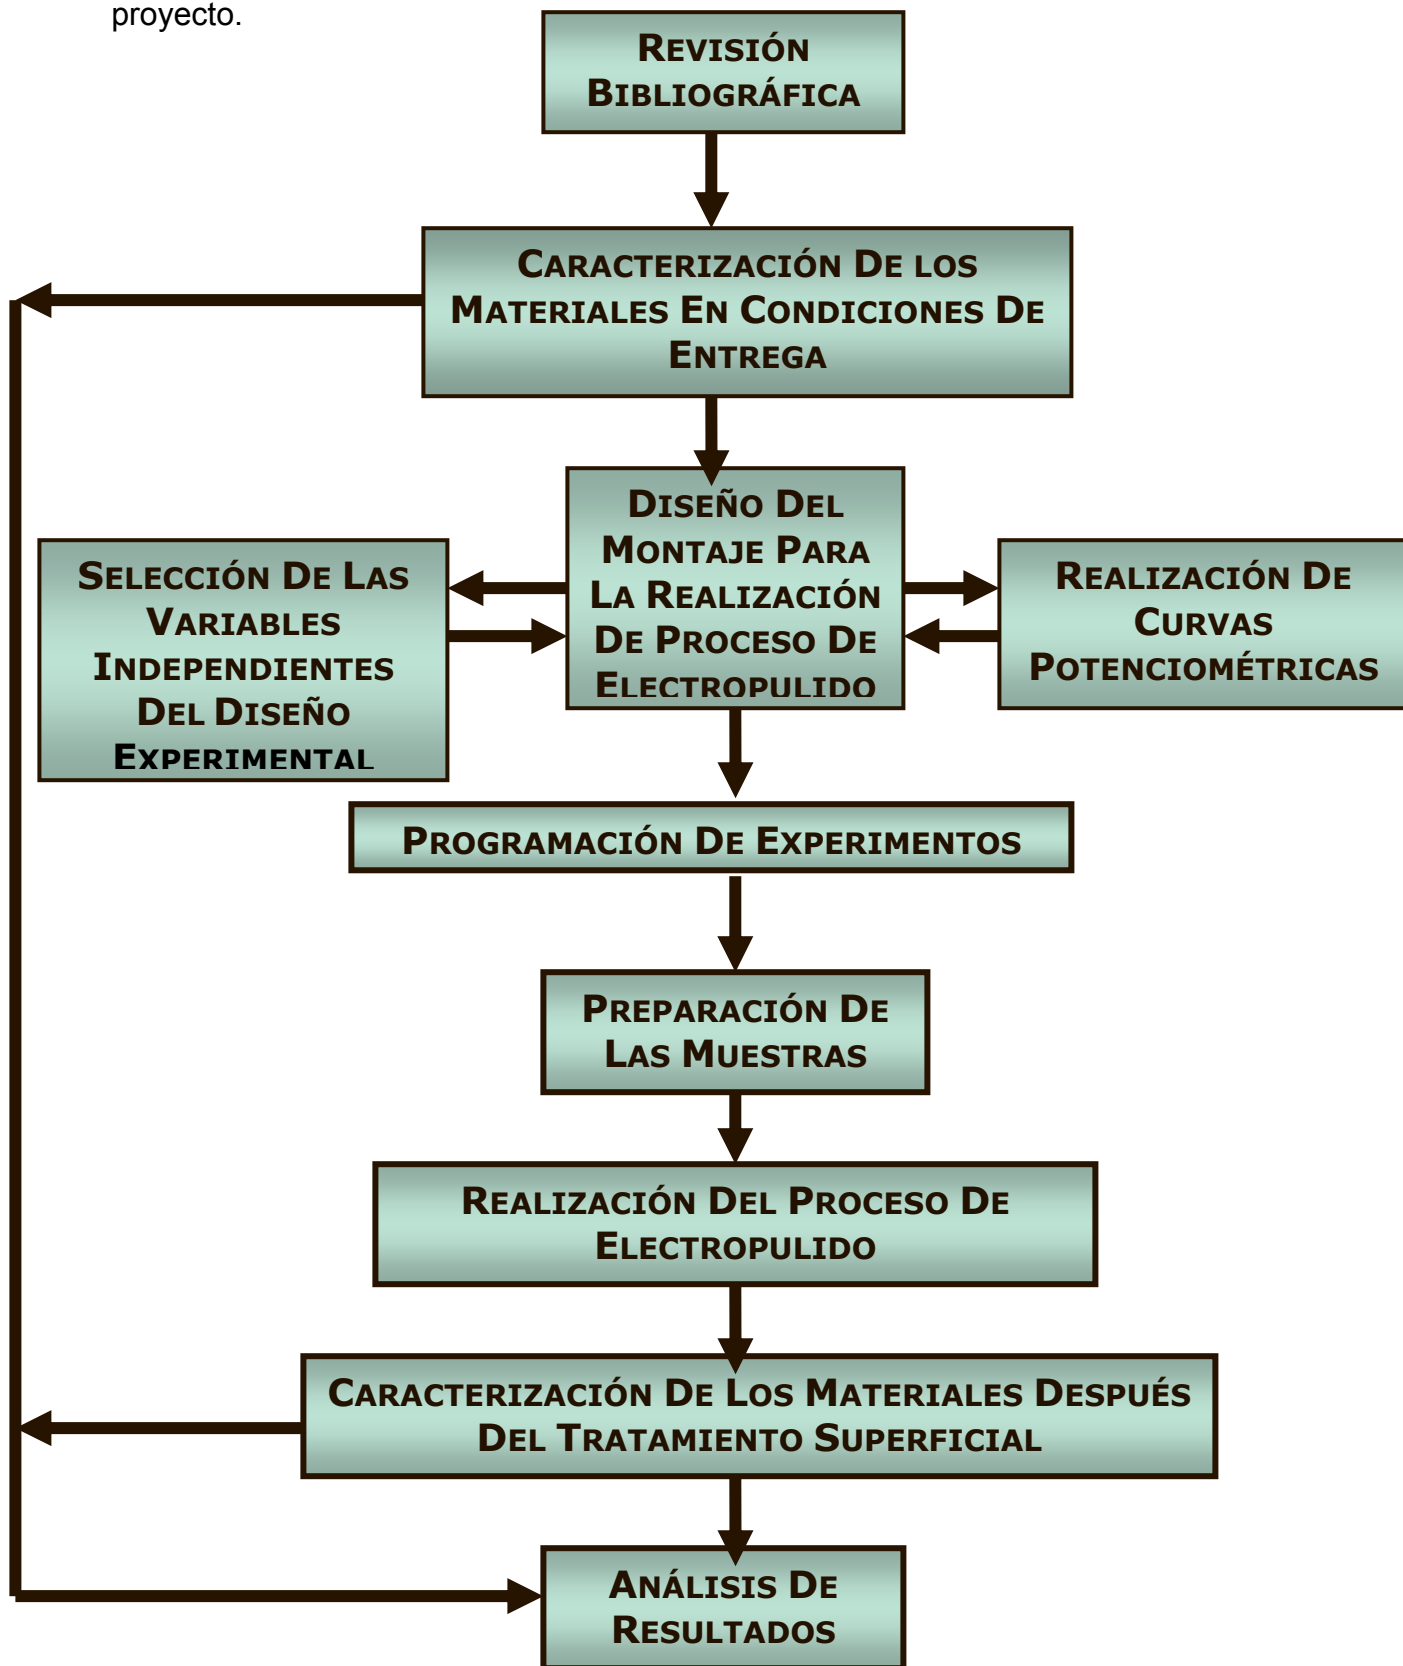 proyecto.
REVISIÓN
BIBLIOGRÁFICA
CARACTERIZACIÓN DE LOS
MATERIALES EN CONDICIONES DE
ENTREGA
DISEÑO DEL
MONTAJE PARA
LA REALIZACIÓN
DE PROCESO DE
ELECTROPULIDO
SELECCIÓN DE LAS
VARIABLES
INDEPENDIENTES
DEL DISEÑO
EXPERIMENTAL
REALIZACIÓN DE
CURVAS
POTENCIOMÉTRICAS
PROGRAMACIÓN DE EXPERIMENTOS
PREPARACIÓN DE
LAS MUESTRAS
REALIZACIÓN DEL PROCESO DE
ELECTROPULIDO
CARACTERIZACIÓN DE LOS MATERIALES DESPUÉS
DEL TRATAMIENTO SUPERFICIAL
ANÁLISIS DE
RESULTADOS